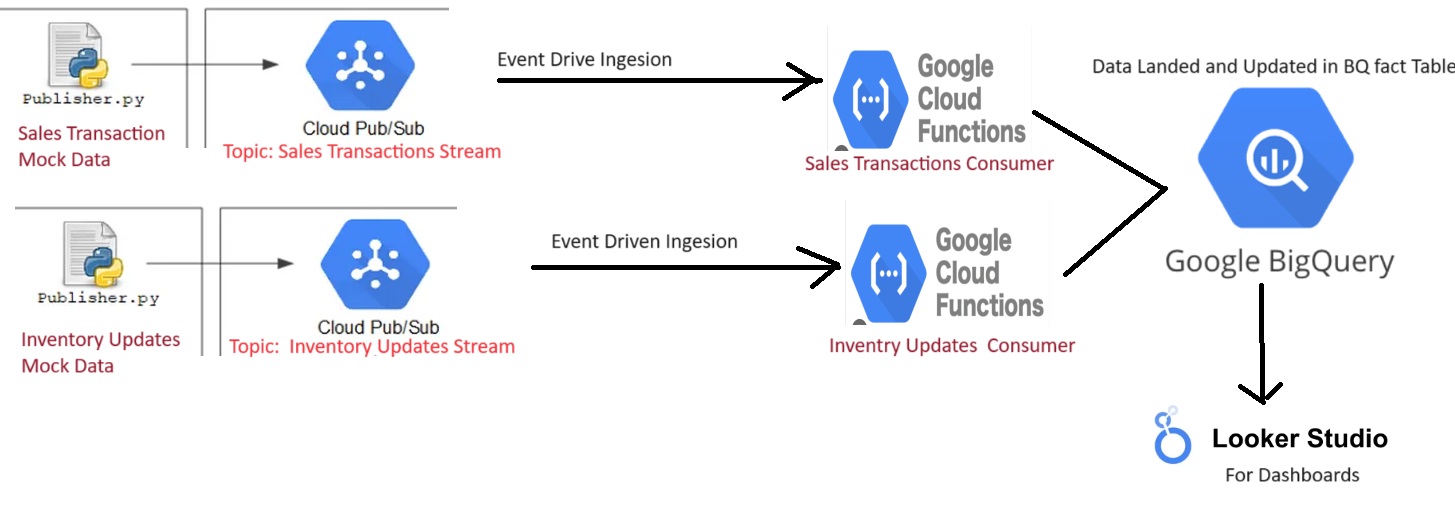 Publisher.py
Sales Transaction
Mock Data
Cloud Pub/Sub
Topic: Sales Transactions Stream
Event Drive Ingesion
Google
Cloud
Functions
Sales Transactions Consumer
Data Landed and Updated in BQ fact Table
Google BigQuery
Publisher.py
Inventory Updates
Mock Data
Cloud Pub/Sub
Topic:  Inventory Updates Stream
Event Driven Ingesion
Google
Cloud
Functions
Inventry Updates  Consumer
Looker Studio
For Dashboards